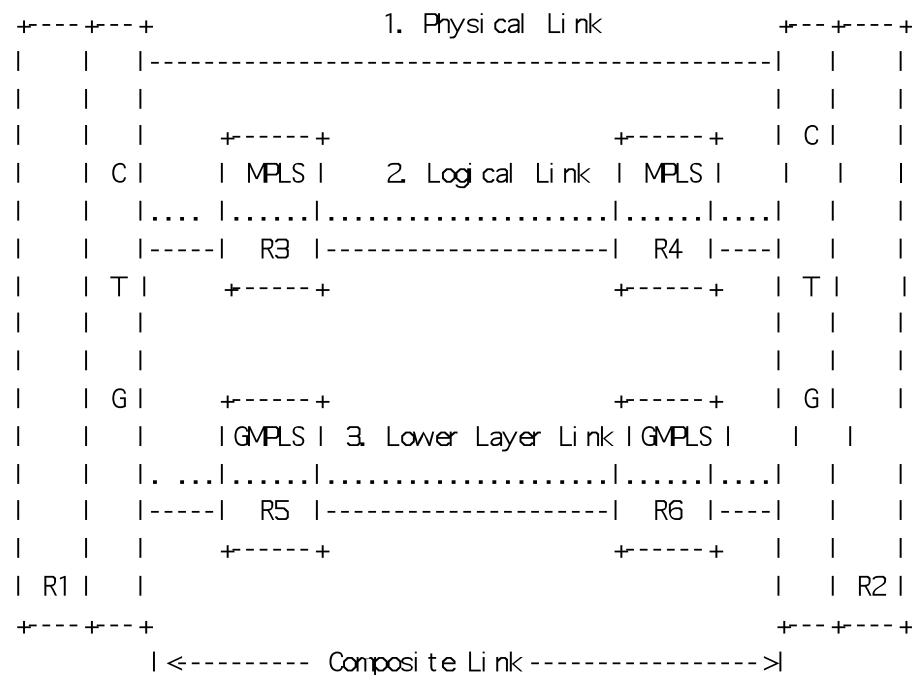 1. Physical Link
C
C MPLS 2. Logical Link MPLS
R3 R4
T T
G G
GMPLS 3. Lower Layer Link GMPLS
R5 R6
R1 R2
Composite Link